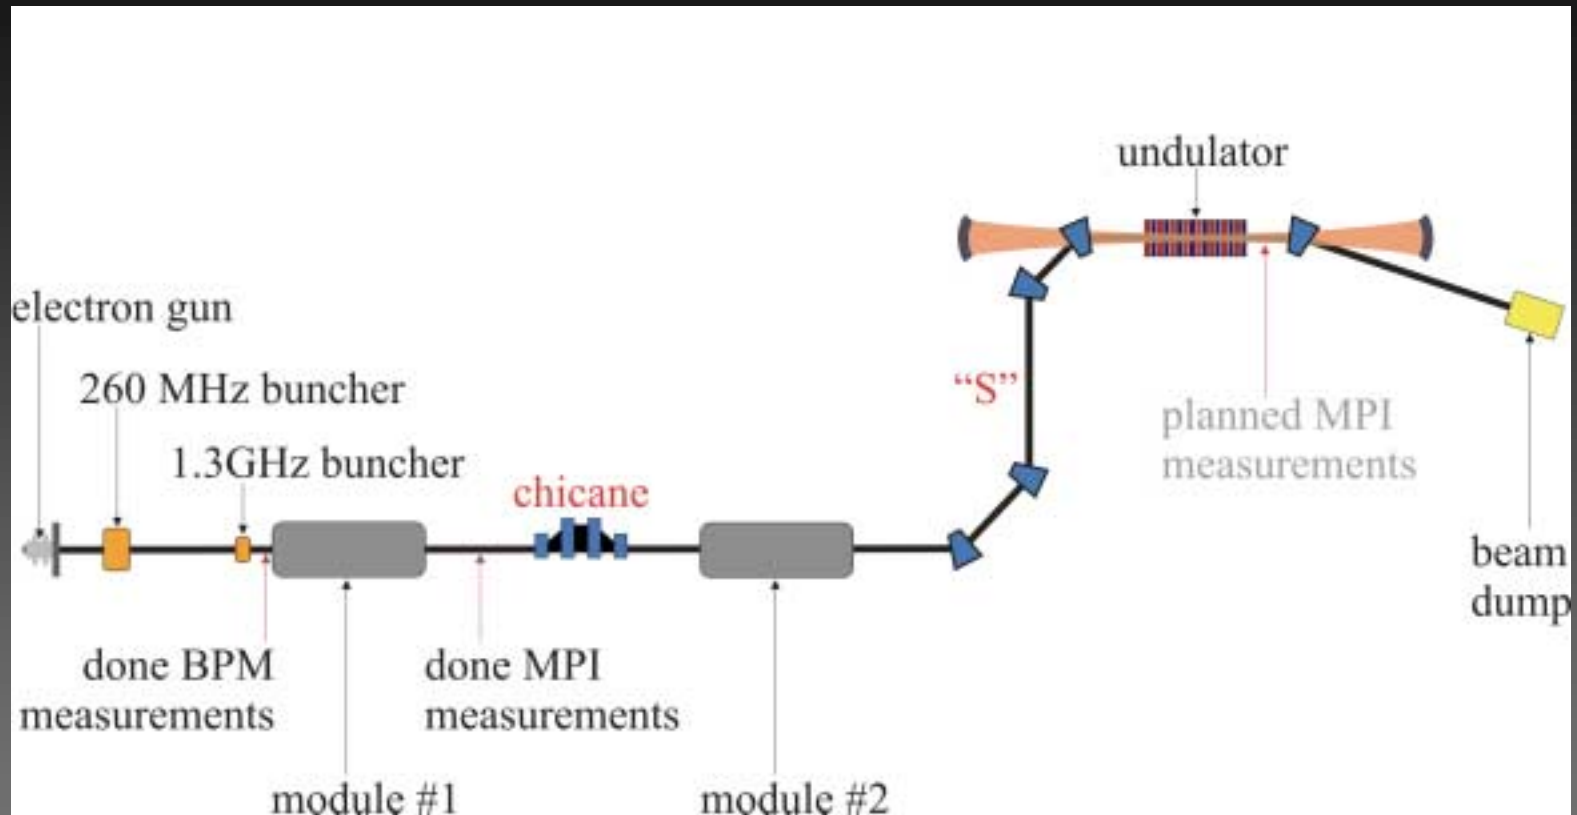 undulator
electron gun
260 MHz buncher
1.3GHz buncher
chicane
“S”
planned MPI
measurements
beam
dump
done BPM
measurements
done MPI
measurements
module #1
module #2